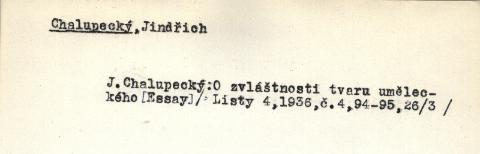 Chalupecký, Jindřich
J. Chalupecký: O zvláštnosti tvaru umělec-
kého [Essay] /: Listy 4,1936,č.4,94-95,26/3 /